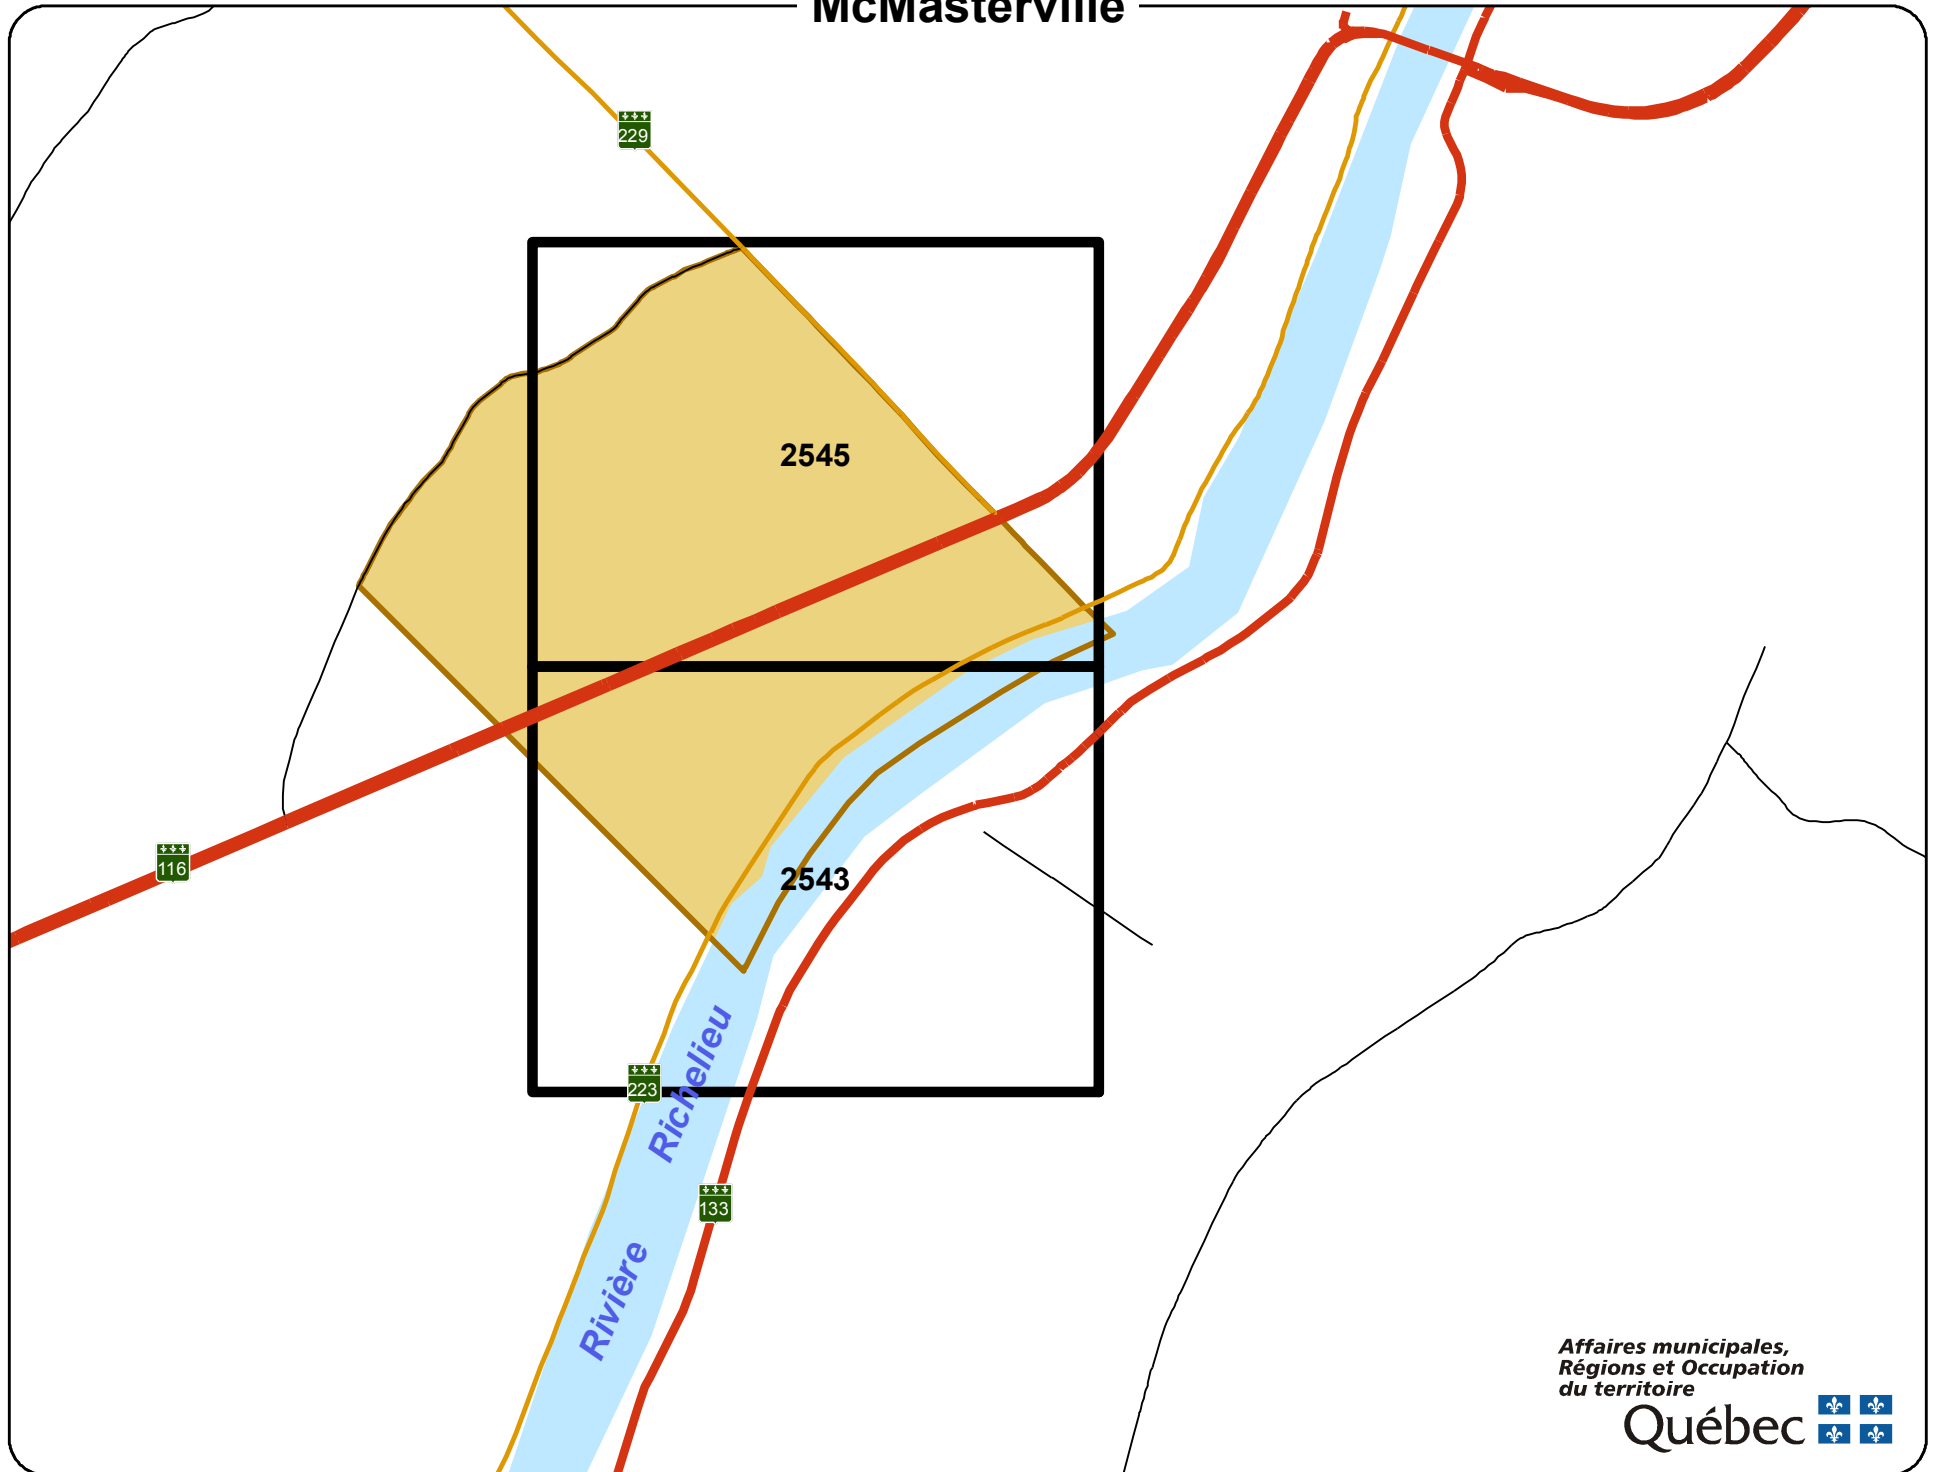 McMasterville
229
2545
116
2543
Richelieu
223
133
Rivière
Affaires municipales,
Régions et Occupation
du territoire
Québec